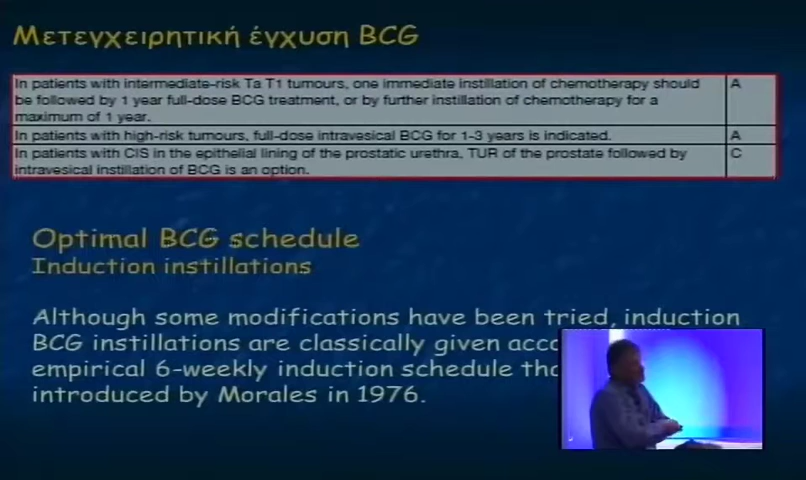 Μετεγχειρητική έγχυση BCG
In patients with intermediate-risk Ta T1 tumours, one immediate instillation of chemotherapy should
A
be followed by 1 year full-dose BCG treatment, or by further instillation of chemotherapy for a
maximum of 1 year.
In patients with high-risk tumours, full-dose intravesical BCG for 1-3 years is indicated.
A
In patients with CIS in the epithelial lining of the prostatic urethra, TUR of the prostate followed by
C
intravesical instillation of BCG is an option.
Optimal BCG schedule
Induction instillations
Although some modifications have been tried, induction
BCG instillations are classically given
empirical 6-weekly induction schedule
introduced by Morales in 1976.